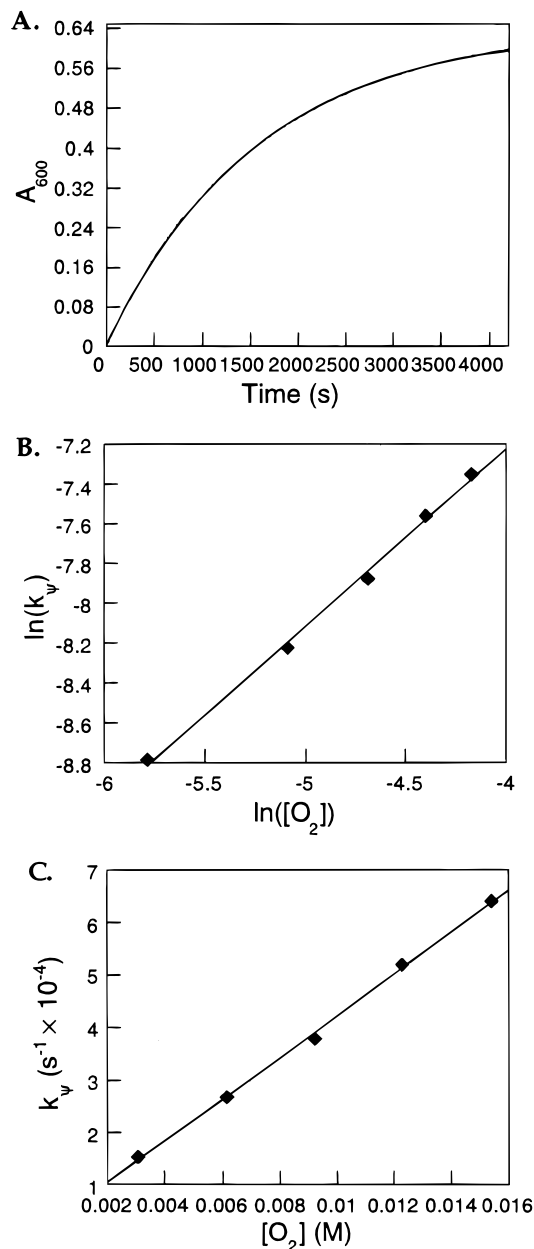 A.
0.64
0.56
0.48
0.4
0.32
0.24
0.16
0.08
0
A600
0 500 1000 1500 2000 2500 3000 3500 4000
Time (s)
B.
-7.2
-7.4
-7.6
-7.8
-8
-8.2
-8.4
-8.6
-8.8
ln(kψ)
-6 -5.5 -5 -4.5 -4
ln([O2])
C.
7
6
5
4
3
2
1
kψ (s-1 × 10-4)
0.002 0.004 0.006 0.008 0.01 0.012 0.014 0.016
[O2] (M)